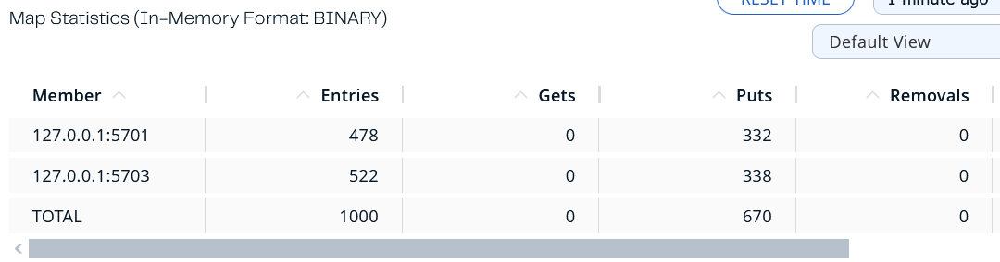 RESET TIME
1 minute ago
Map Statistics (In-Memory Format: BINARY)
Default View
Member Entries Gets Puts Removals
127.0.0.1:5701 478 0 332 0
127.0.0.1:5703 522 0 338 0
TOTAL 1000 0 670 0